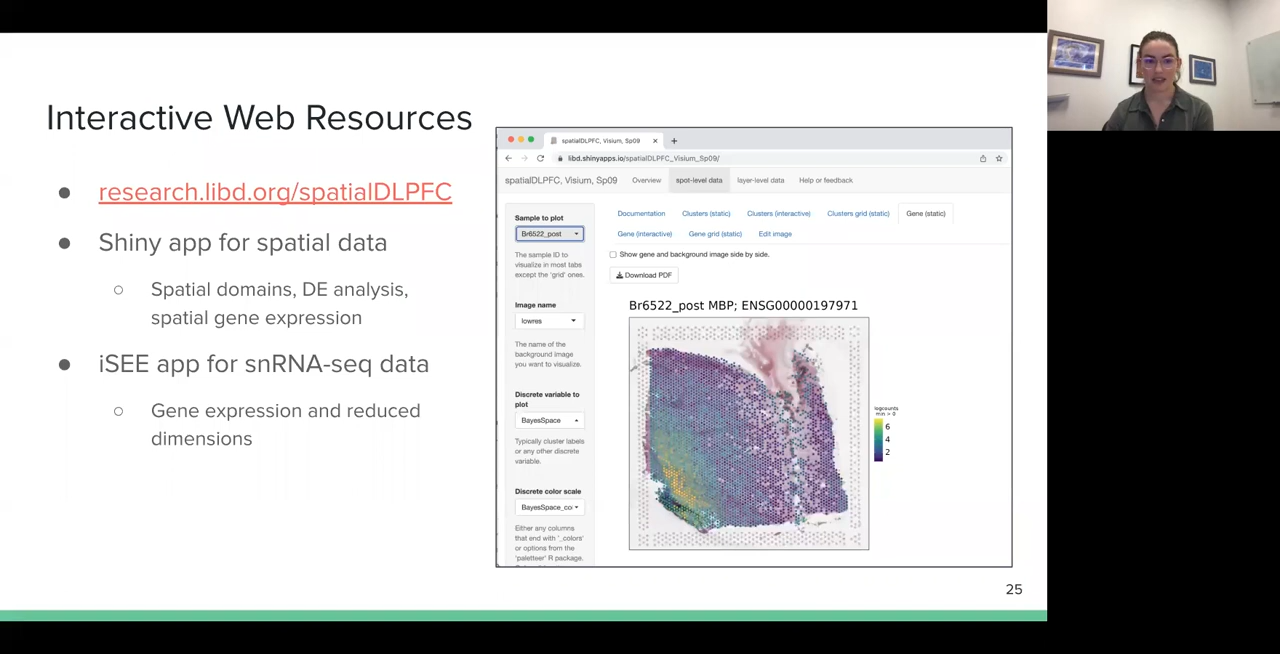 Interactive Web Resources
● research.libd.org/spatialDLPFC
● Shiny app for spatial data
○ Spatial domains, DE analysis,
spatial gene expression
● iSEE app for snRNA-seq data
○ Gene expression and reduced
dimensions
spatialDLPFC, Visium, Sp09
libd.shinyapps.io/spatialDLPFC_Visium_Sp09/
spatialDLPFC, Visium, Sp09 Overview spot-level data layer-level data Help or feedback
Sample to plot
Br6522_post
The sample ID to
visualize in most tabs
except the 'grid' ones.
Image name
lowres
The name of the
background image
you want to visualize.
Discrete variable to
plot
BayesSpace
Typically cluster labels
or any other discrete
variable.
Discrete color scale
BayesSpace_co
Either any columns
that end with '_colors'
or options from the
'paletteer' R package.
Documentation Clusters (static) Clusters (interactive) Clusters grid (static) Gene (static)
Gene (interactive) Gene grid (static) Edit image
Show gene and background image side by side.
Download PDF
Br6522_post MBP; ENSG00000197971
logcounts
min > 0
6
4
2
25